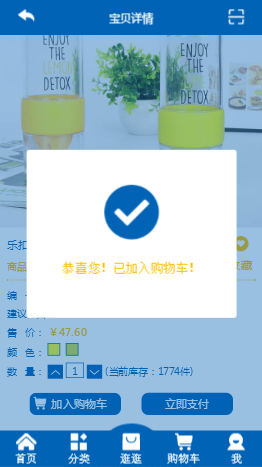 宝贝详情
ENJOY
THE
DETOX
ENJOY
THE
DETOX
恭喜您！已加入购物车！
乐扣
藏
商品
编
建议
售 价： ￥47.60
颜 色：
数 量： 1 (当前库存：1774件)
加入购物车 立即支付
首页 分类 逛逛 购物车 我